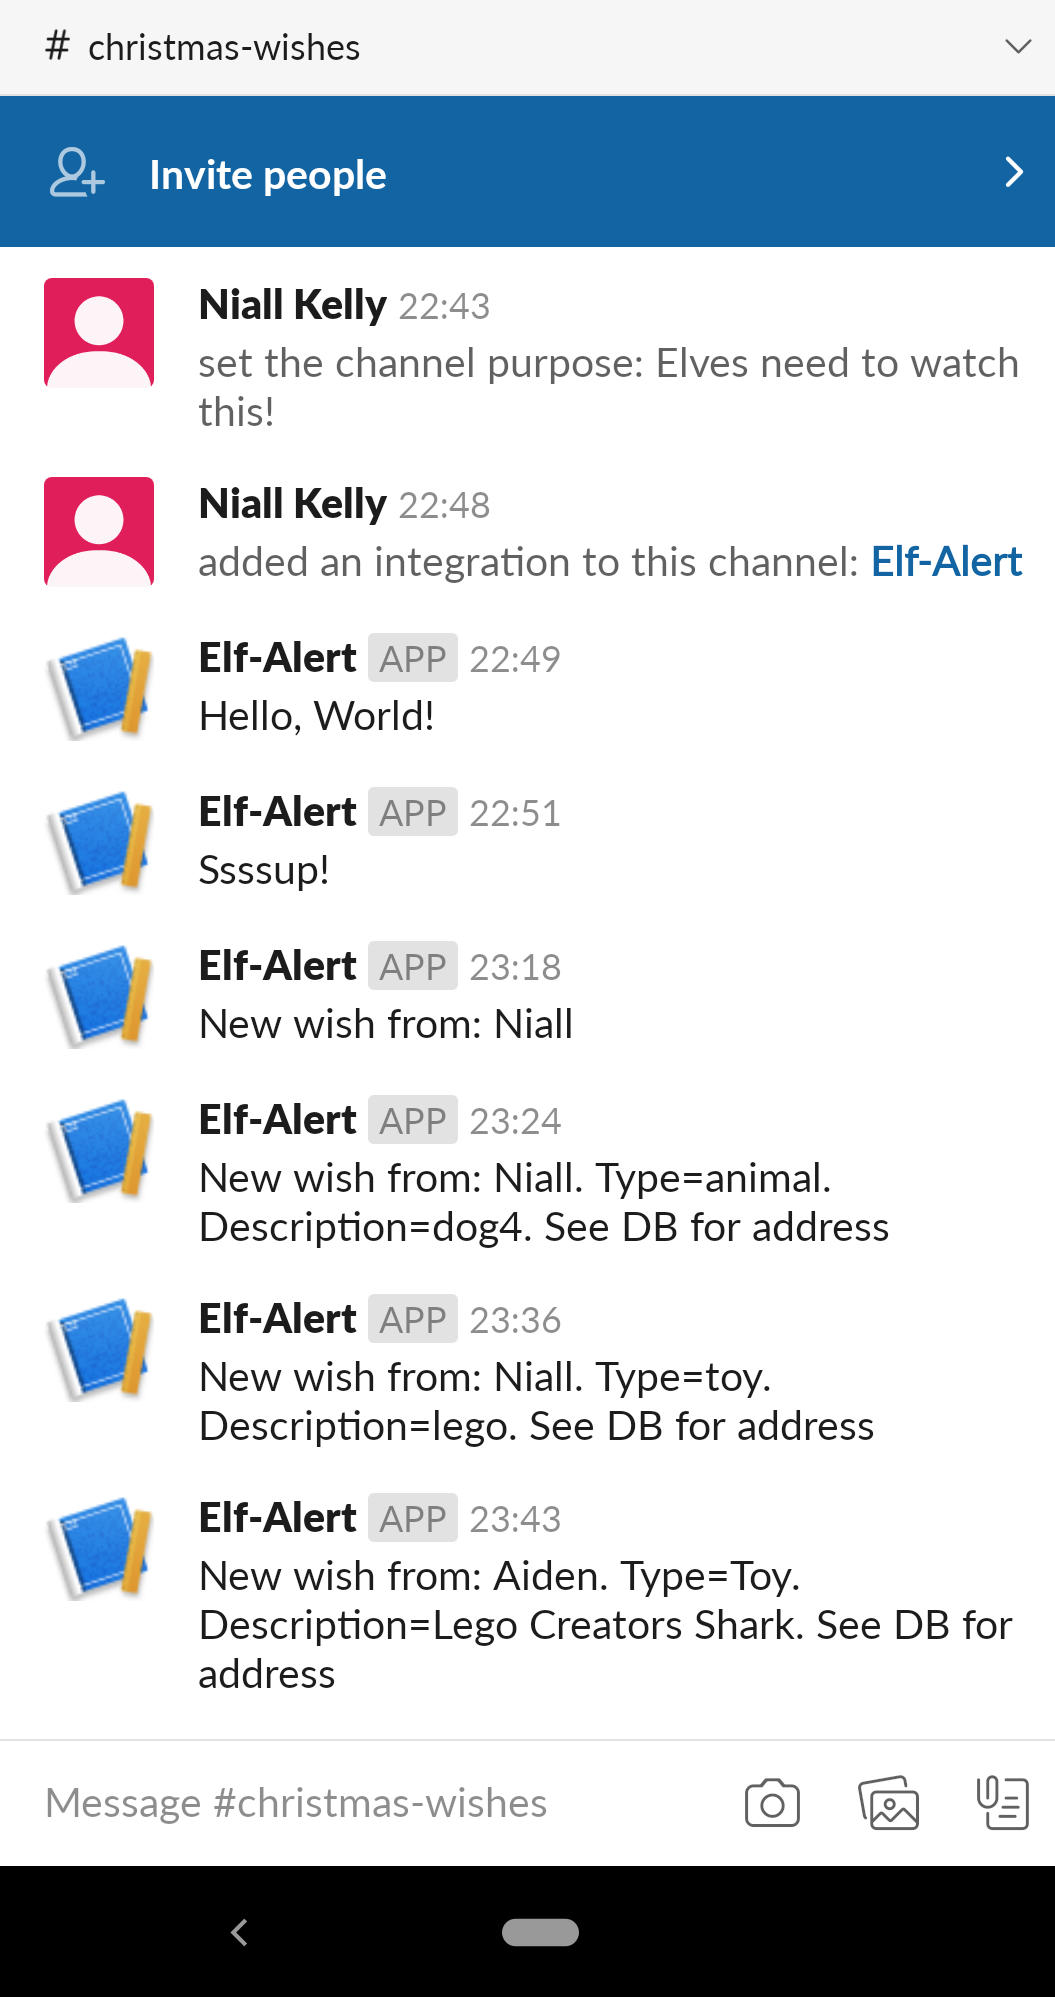 # christmas-wishes
Invite people
Niall Kelly 22:43
set the channel purpose: Elves need to watch
this!
Niall Kelly 22:48
added an integration to this channel: Elf-Alert
Elf-Alert APP 22:49
Hello, World!
Elf-Alert APP 22:51
Ssssup!
Elf-Alert APP 23:18
New wish from: Niall
Elf-Alert APP 23:24
New wish from: Niall. Type=animal.
Description=dog4. See DB for address
Elf-Alert APP 23:36
New wish from: Niall. Type=toy.
Description=lego. See DB for address
Elf-Alert APP 23:43
New wish from: Aiden. Type=Toy.
Description=Lego Creators Shark. See DB for
address
Message #christmas-wishes